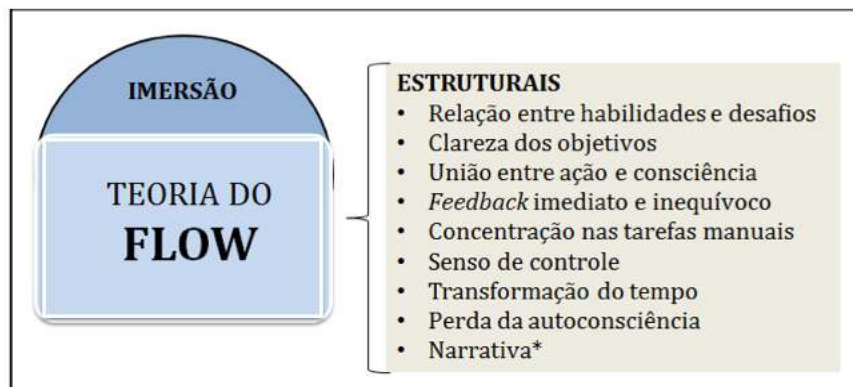 IMERSÃO
TEORIA DO
FLOW
ESTRUTURAIS
• Relação entre habilidades e desafios
• Clareza dos objetivos
• União entre ação e consciência
• Feedback imediato e inequívoco
• Concentração nas tarefas manuais
• Senso de controle
• Transformação do tempo
• Perda da autoconsciência
• Narrativa*